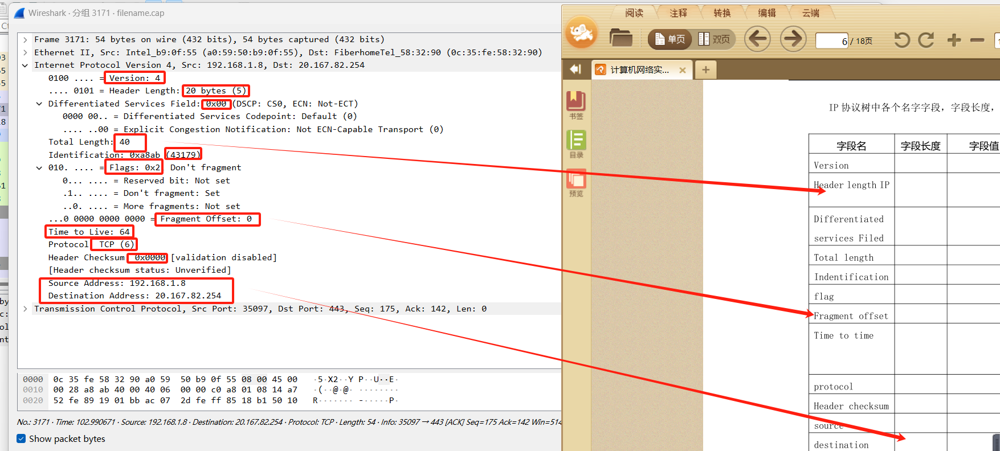 Wireshark · 分组 3171 · filename.cap
Frame 3171: 54 bytes on wire (432 bits), 54 bytes captured (432 bits)
Ethernet II, Src: Intel_b9:0f:55 (a0:59:50:b9:0f:55), Dst: FiberhomeTel_58:32:90 (0c:35:fe:58:32:90)
Internet Protocol Version 4, Src: 192.168.1.8, Dst: 20.167.82.254
0100 .... = Version: 4
.... 0101 = Header Length: 20 bytes (5)
Differentiated Services Field: 0x00 (DSCP: CS0, ECN: Not-ECT)
0000 00.. = Differentiated Services Codepoint: Default (0)
.... ..00 = Explicit Congestion Notification: Not ECN-Capable Transport (0)
Total Length: 40
Identification: 0xa8ab (43179)
010. .... = Flags: 0x2 Don't fragment
0... .... = Reserved bit: Not set
.1.. .... = Don't fragment: Set
..0. .... = More fragments: Not set
...0 0000 0000 0000 = Fragment Offset: 0
Time to Live: 64
Protocol TCP (6)
Header Checksum 0x0000 [validation disabled]
[Header checksum status: Unverified]
Source Address: 192.168.1.8
Destination Address: 20.167.82.254
Transmission Control Protocol, Src Port: 35097, Dst Port: 443, Seq: 175, Ack: 142, Len: 0
0000 0c 35 fe 58 32 90 a0 59 50 b9 0f 55 08 00 45 00 ·5·X2··Y P··U··E·
0010 00 28 a8 ab 40 00 40 06 00 00 c0 a8 01 08 14 a7 ·(··@·@· ········
0020 52 fe 89 19 01 bb ac 07 2d fe ff 85 18 b1 50 10 R······· -·····P·
No.: 3171 · Time: 102.990671 · Source: 192.168.1.8 · Destination: 20.167.82.254 · Protocol: TCP · Length: 54 · Info: 35097 → 443 [ACK] Seq=175 Ack=142 Win=514
Show packet bytes
阅读 注释 转换 编辑 云端
单页 双页 6 / 18页
计算机网络实...
书签
目录
预览
IP 协议树中各个名字字段，字段长度，
字段名 字段长度 字段值
Version
Header length IP
Differentiated
services Filed
Total length
Indentification
flag
Fragment offset
Time to time
protocol
Header checksum
source
destination